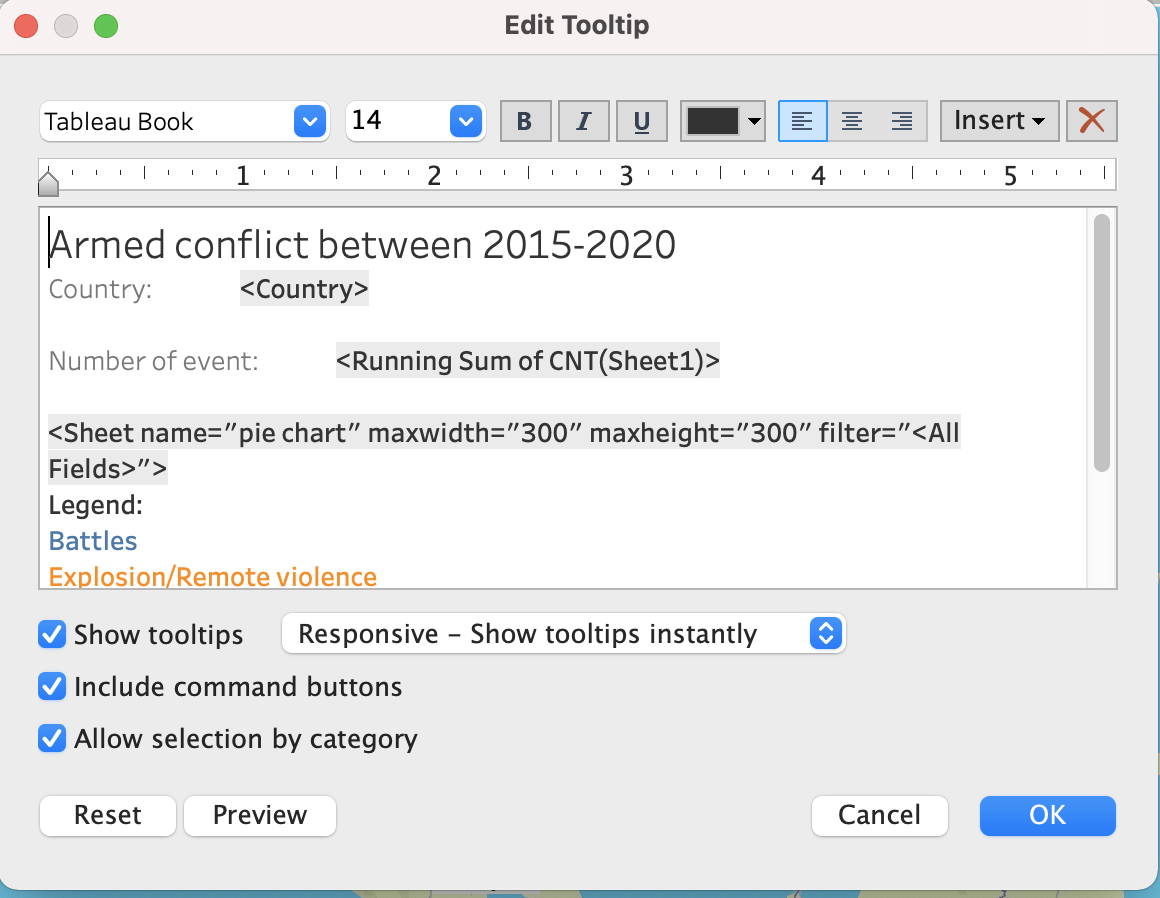 Edit Tooltip
Tableau Book 14 B I U Insert
1 2 3 4 5
Armed conflict between 2015-2020
Country: <Country>
Number of event: <Running Sum of CNT(Sheet1)>
<Sheet name="pie chart" maxwidth="300" maxheight="300" filter="<All
Fields>">
Legend:
Battles
Explosion/Remote violence
Show tooltips Responsive – Show tooltips instantly
Include command buttons
Allow selection by category
Reset Preview Cancel OK